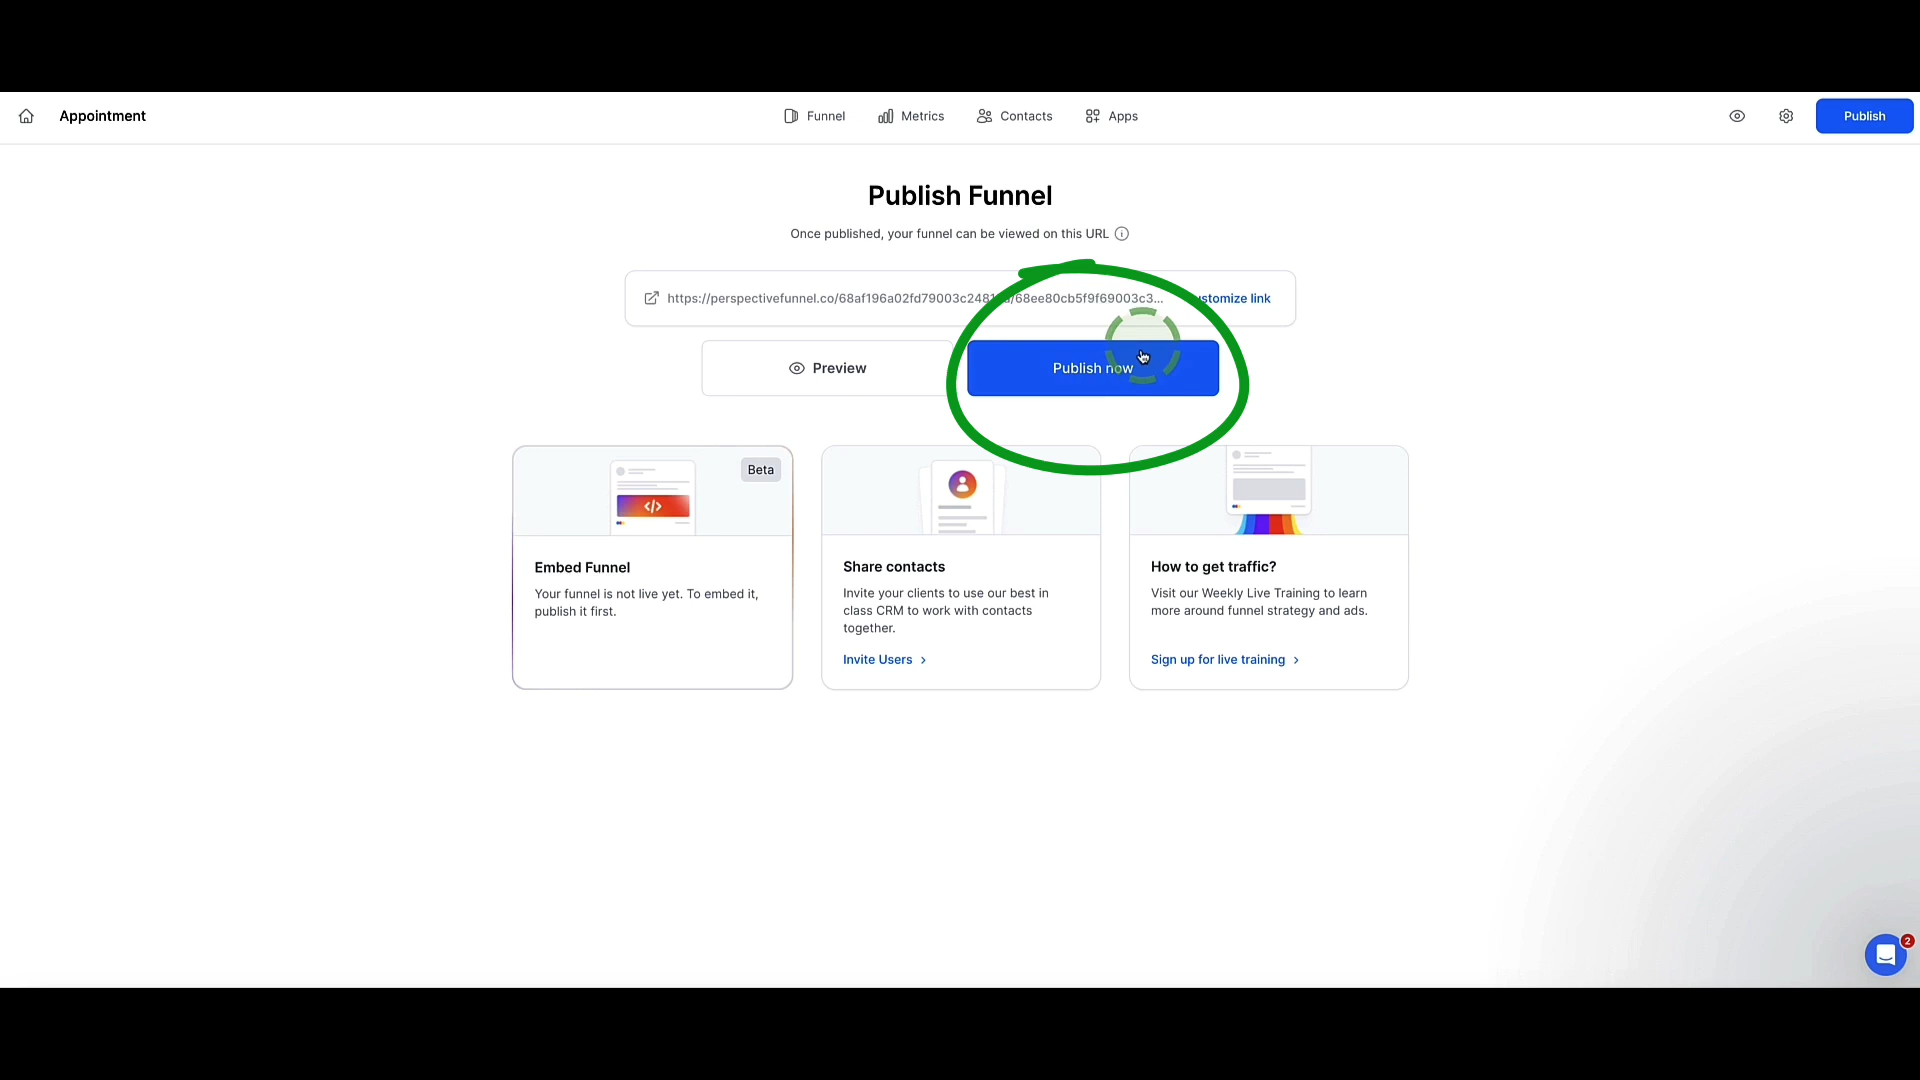 Appointment
Funnel
Metrics
Contacts
Apps
Publish
Publish Funnel
Once published, your funnel can be viewed on this URL
https://perspectivefunnel.co/68af196a02fd79003c248 /68ee80cb5f9f69003c3...
stomize link
Preview
Publish now
Beta
Embed Funnel
Your funnel is not live yet. To embed it,
publish it first.
Share contacts
Invite your clients to use our best in
class CRM to work with contacts
together.
Invite Users
How to get traffic?
Visit our Weekly Live Training to learn
more around funnel strategy and ads.
Sign up for live training
2